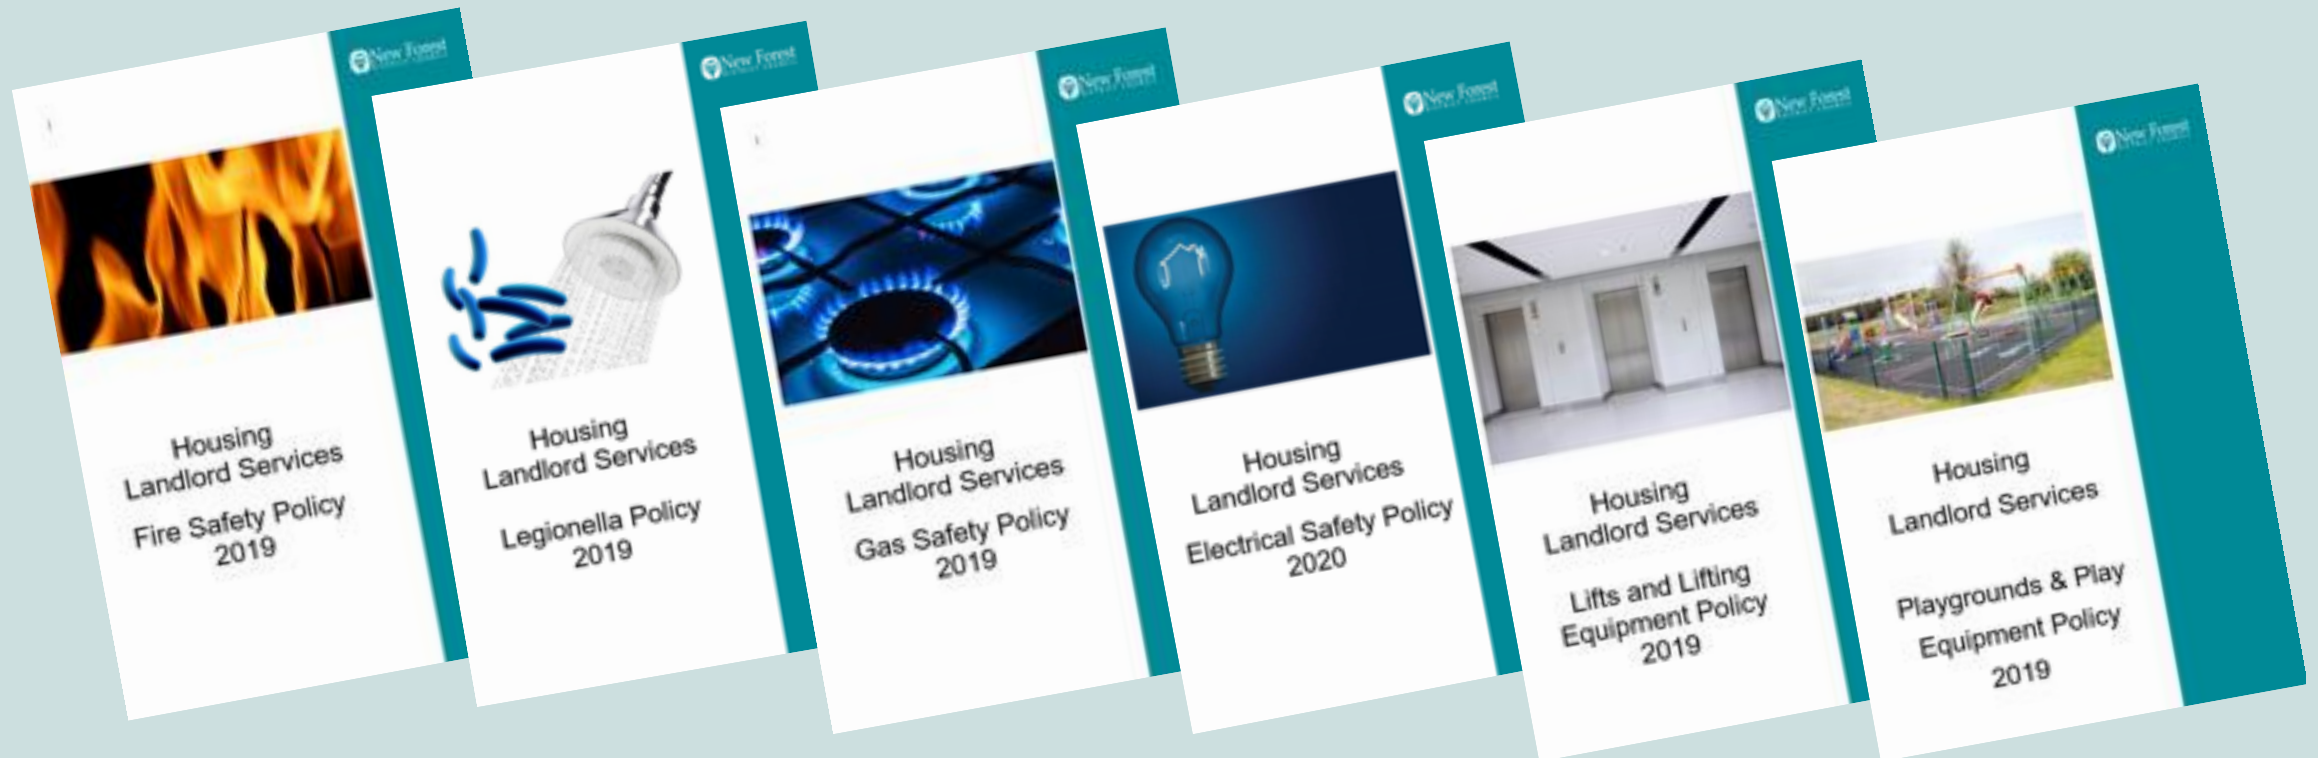 New Forest
Housing
Landlord Services
Fire Safety Policy
2019
New Forest
Housing
Landlord Services
Legionella Policy
2019
New Forest
Housing
Landlord Services
Gas Safety Policy
2019
New Forest
Housing
Landlord Services
Electrical Safety Policy
2020
New Forest
Housing
Landlord Services
Lifts and Lifting
Equipment Policy
2019
New Forest
Housing
Landlord Services
Playgrounds & Play
Equipment Policy
2019